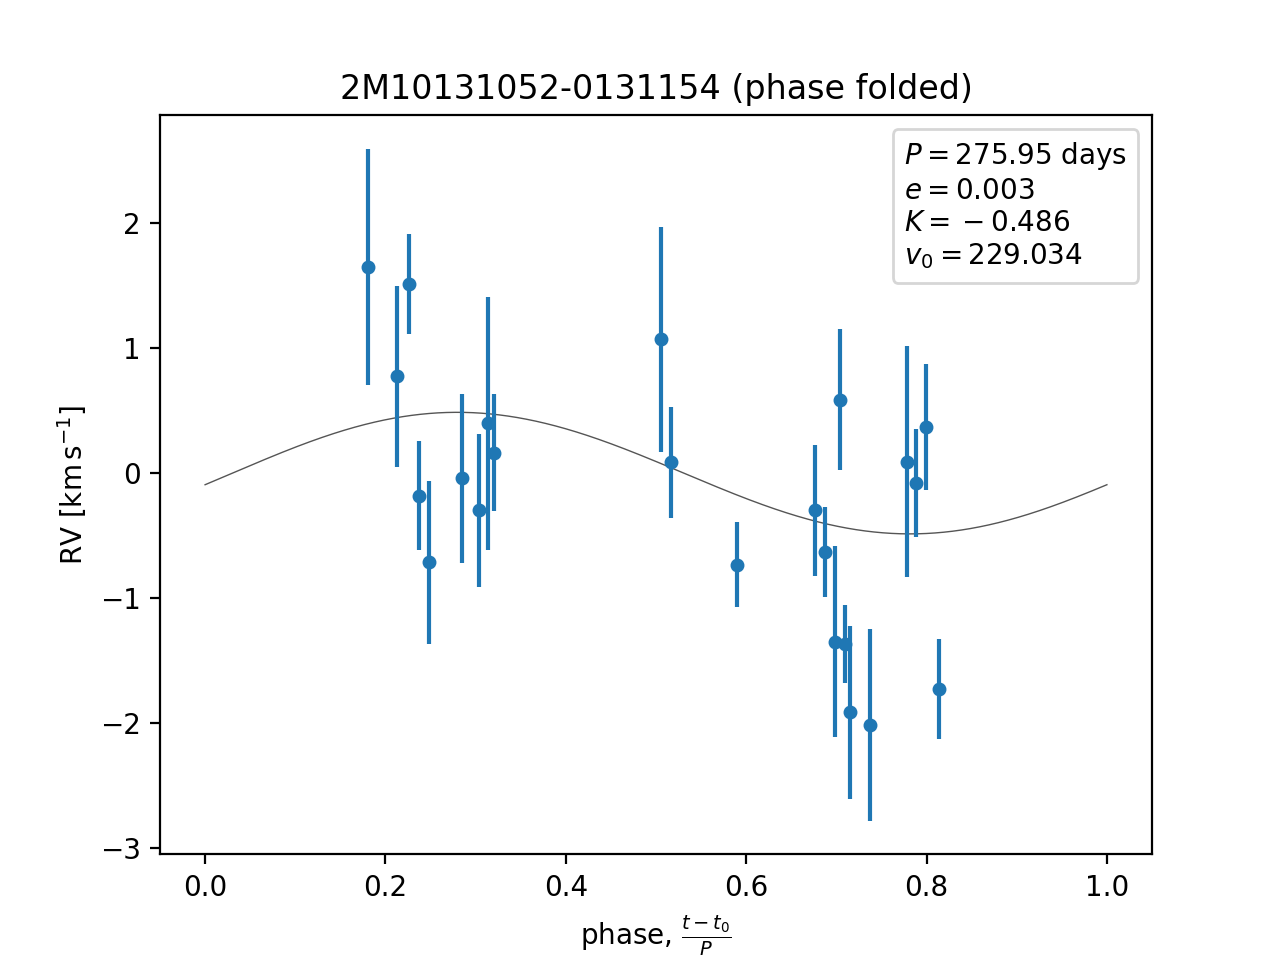 2M10131052-0131154 (phase folded)
P = 275.95 days
e = 0.003
K = −0.486
v₀ = 229.034
RV [km s⁻¹]
2
1
0
−1
−2
−3
0.0 0.2 0.4 0.6 0.8 1.0
phase, (t − t₀)/P